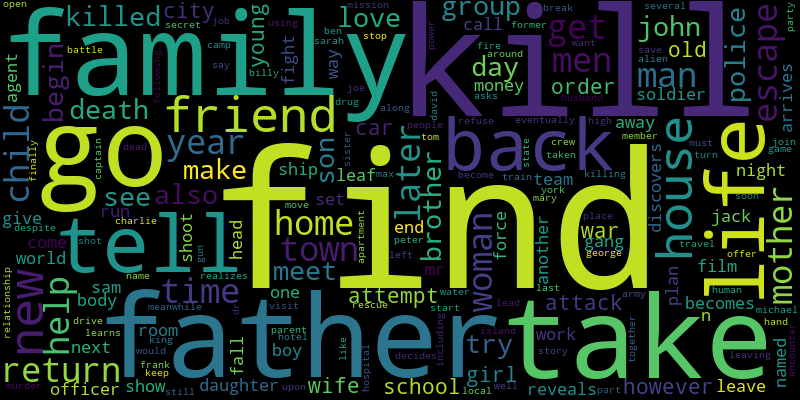 open
killed
city
job
secret
using
camp
love
mission
ben
sarah
break
former
group
call
battle
say
billy
stop
drug
joe
following
family
agent
begin
young
fight
way
along
david
power
fire
around
want
get
men
asks
alien
save
several
john
old
man
soldier
police
escape
party
arrives
kill
day
money
order
husband
death
friend
child
finally
captain
dead
go
year
make
see
also
charlie
run
ship
son
leaf
sister
set
car
max
tom
later
brother
people
refuse
eventually
become
back
train
high
crew
taken
state
killing
york
mary
team
away
member
house
discovers
must
turn
join
game
life
night
soon
mother
give
despite
come
world
shot
tell
name
shoot
gun
realizes
head
move
home
town
meet
find
apartment
end
peter
left
mr
woman
force
another
last
place
war
gang
george
jack
travel
offer
film
plan
relationship
new
help
sam
body
time
one
visit
rescue
attempt
water
start
lead
island
attack
army
becomes
human
n
michael
hand
named
encounter
father
take
meanwhile
dr
drive
learns
next
room
king
would
frank
keep
fall
parent
hotel
boy
like
decides
hospital
including
try
work
story
together
however
leaving
return
murder
officer
show
still
daughter
upon
wife
school
local
girl
well
reveals
part
leave